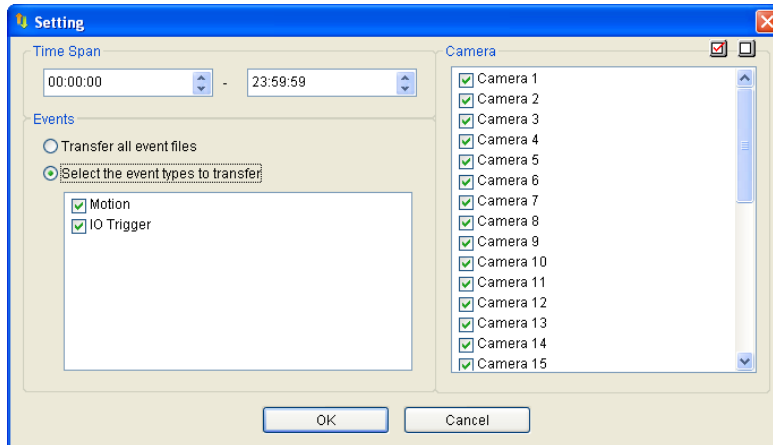 Setting
Time Span
00:00:00 - 23:59:59
Events
Transfer all event files
Select the event types to transfer
Motion
IO Trigger
Camera
Camera 1
Camera 2
Camera 3
Camera 4
Camera 5
Camera 6
Camera 7
Camera 8
Camera 9
Camera 10
Camera 11
Camera 12
Camera 13
Camera 14
Camera 15
OK
Cancel